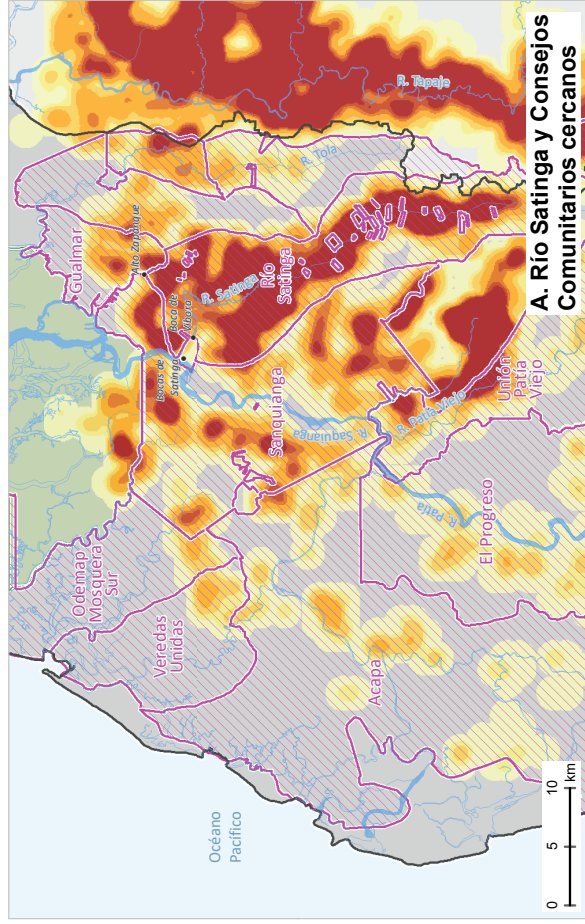 A. Río Satinga y Consejos
Comunitarios cercanos
Océano
Pacífico
Odemap
Mosquera
Sur
Veredas
Unidas
Acapa
El Progreso
Gualmar
Alto Zapanque
Bocas de
Satinga
Boca de
Víbora
R. Satinga
Río
Satinga
Sanquianga
R. Saquianga
R. Patía Viejo
Unión
Patía
Viejo
R. Patía
R. Tola
R. Tapaje
0
5
10
km